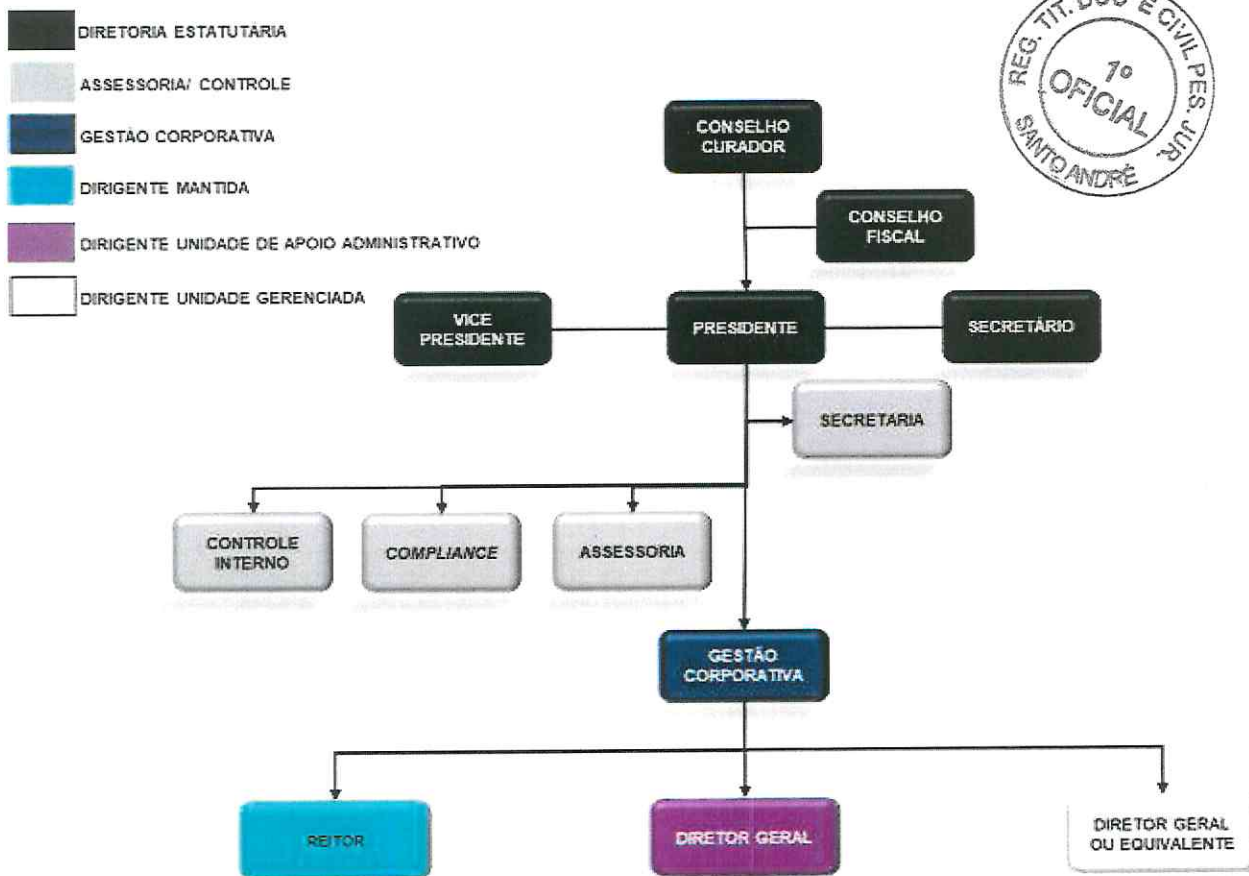 DIRETORIA ESTATUTÁRIA
ASSESSORIA/ CONTROLE
GESTÃO CORPORATIVA
DIRIGENTE MANTIDA
DIRIGENTE UNIDADE DE APOIO ADMINISTRATIVO
DIRIGENTE UNIDADE GERENCIADA
REG. TIT. DOC E CIVIL PES. JUR.
1º
OFICIAL
SANTO ANDRÉ
CONSELHO
CURADOR
CONSELHO
FISCAL
VICE
PRESIDENTE
PRESIDENTE
SECRETÁRIO
SECRETARIA
CONTROLE
INTERNO
COMPLIANCE
ASSESSORIA
GESTÃO
CORPORATIVA
REITOR
DIRETOR GERAL
DIRETOR GERAL
OU EQUIVALENTE